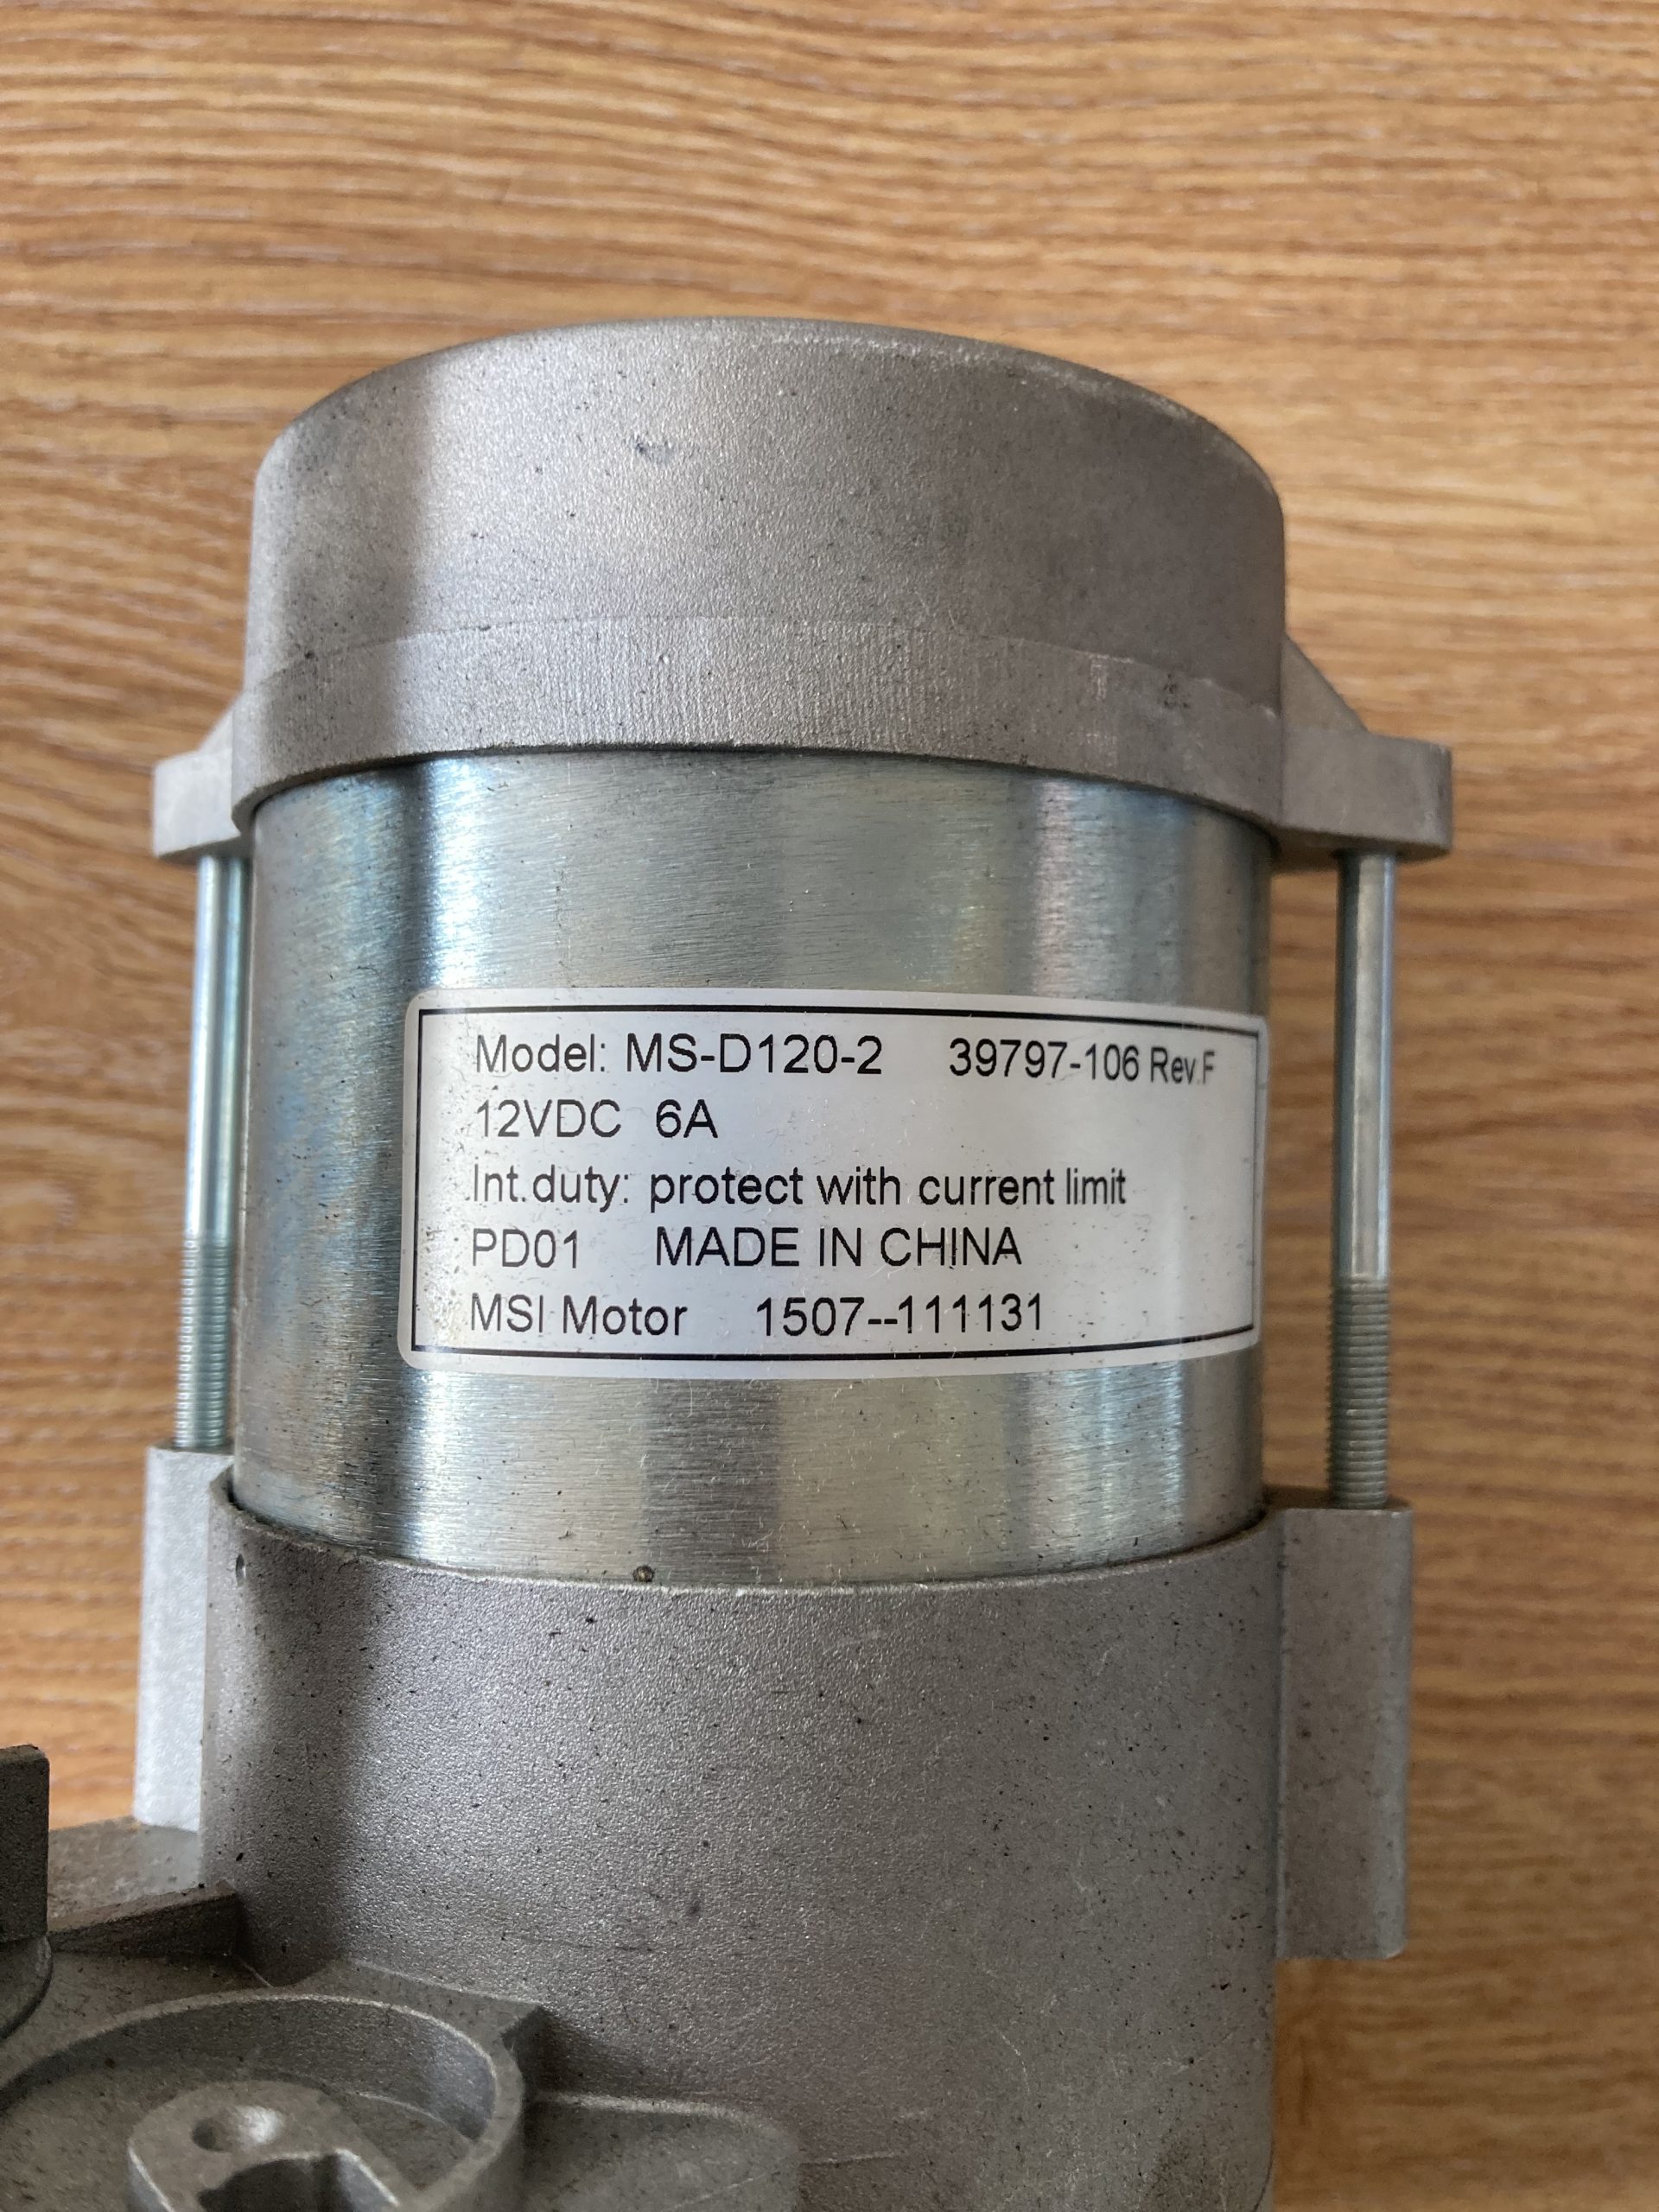 Model: MS-D120-2 39797-106 Rev.F
12VDC 6A
Int.duty: protect with current limit
PD01 MADE IN CHINA
MSI Motor 1507--111131